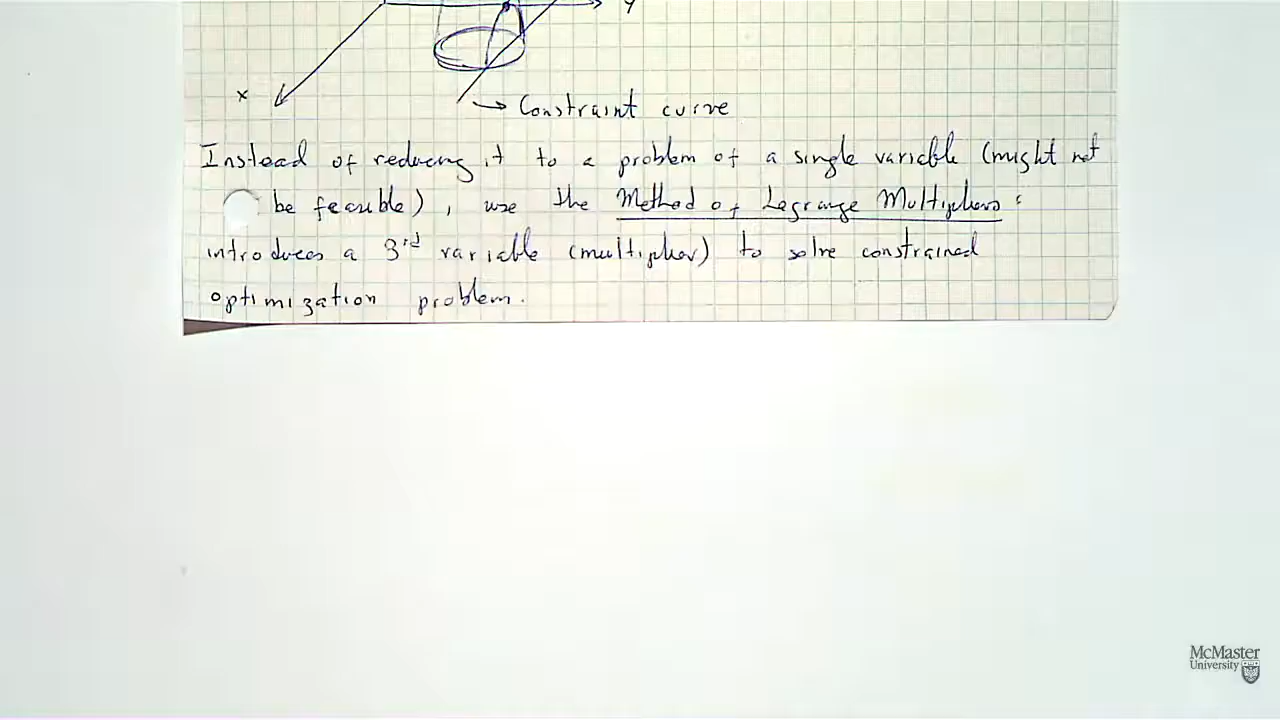 y
x
→ Constraint curve
Instead of reducing it to a problem of a single variable (might not
be feasible), use the Method of Lagrange Multipliers:
introduces a 3rd variable (multiplier) to solve constrained
optimization problem.
McMaster
University